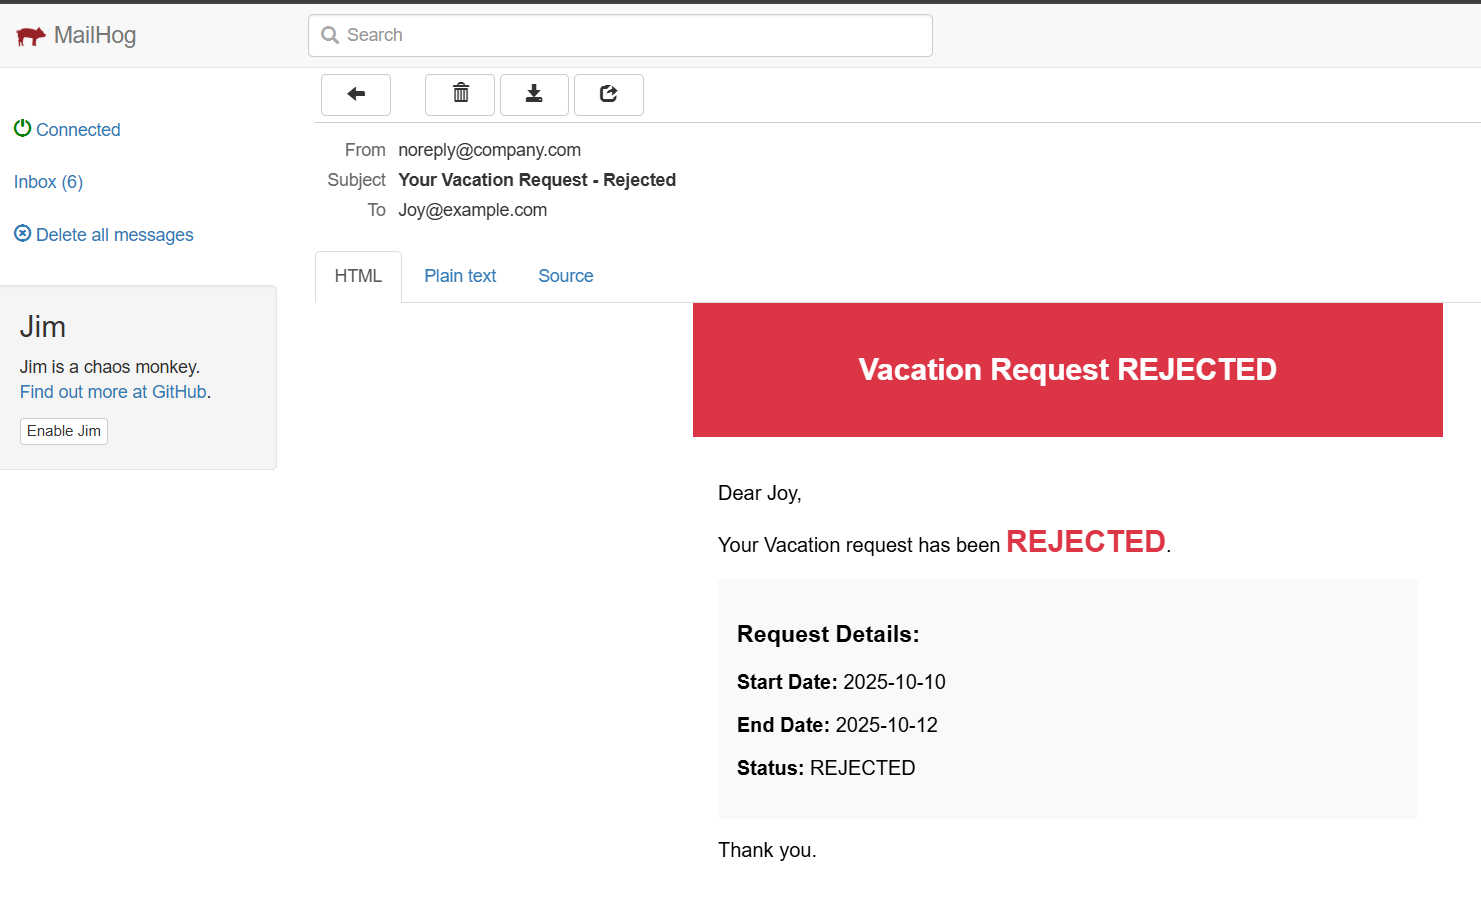 MailHog
Search
Connected
Inbox (6)
Delete all messages
Jim
Jim is a chaos monkey.
Find out more at GitHub.
Enable Jim
From noreply@company.com
Subject Your Vacation Request - Rejected
To Joy@example.com
HTML Plain text Source
Vacation Request REJECTED
Dear Joy,
Your Vacation request has been REJECTED.
Request Details:
Start Date: 2025-10-10
End Date: 2025-10-12
Status: REJECTED
Thank you.